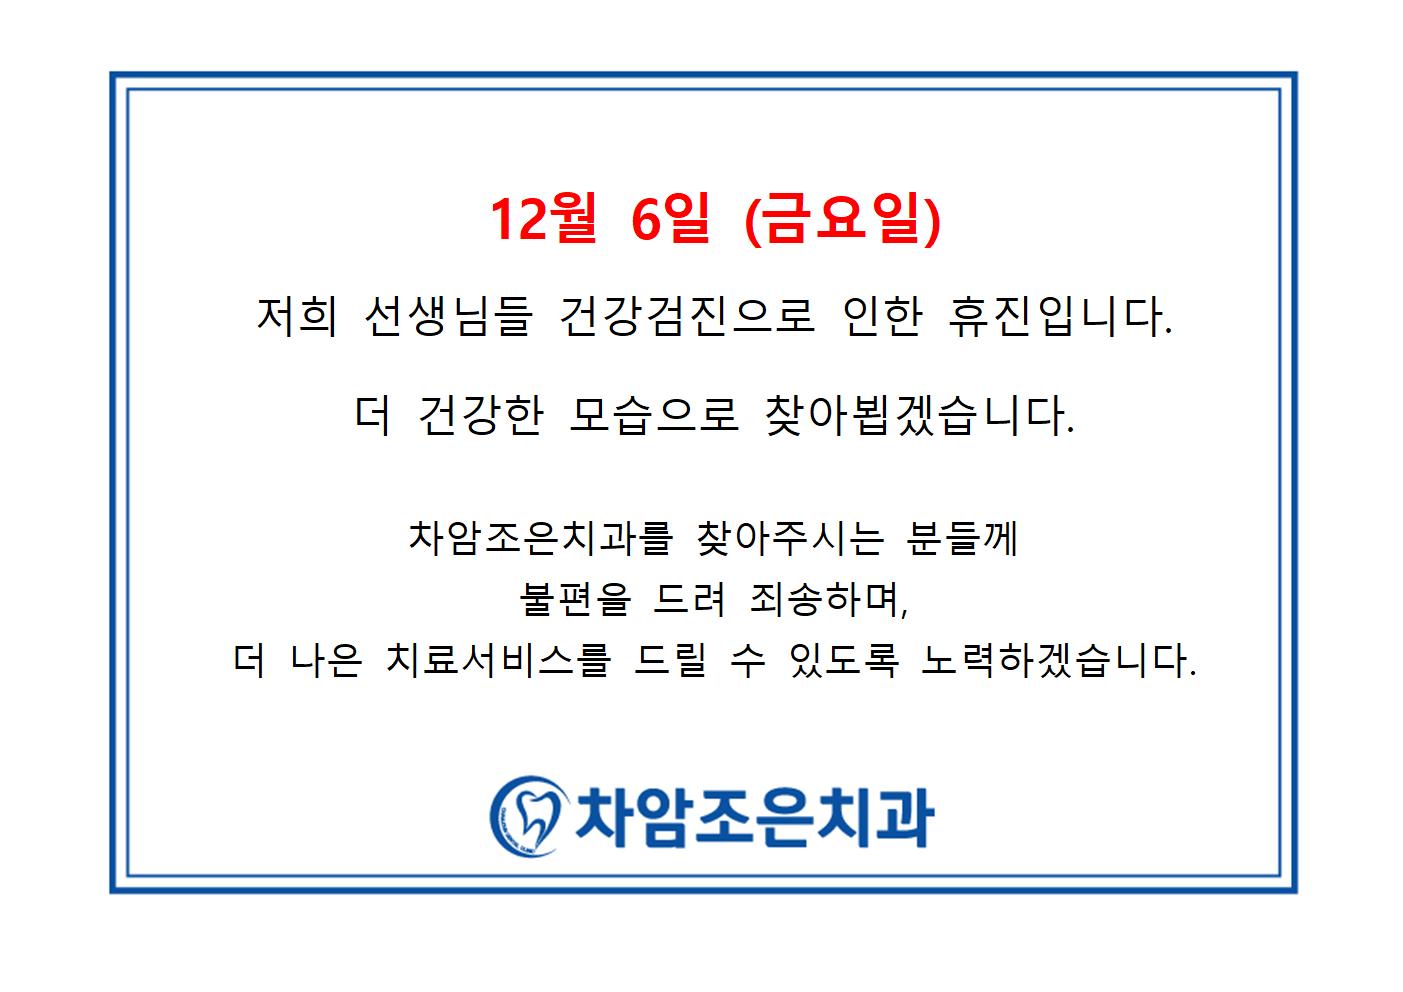 12월 6일 (금요일)
저희 선생님들 건강검진으로 인한 휴진입니다.
더 건강한 모습으로 찾아뵙겠습니다.
차암조은치과를 찾아주시는 분들께
불편을 드려 죄송하며,
더 나은 치료서비스를 드릴 수 있도록 노력하겠습니다.
차암조은치과